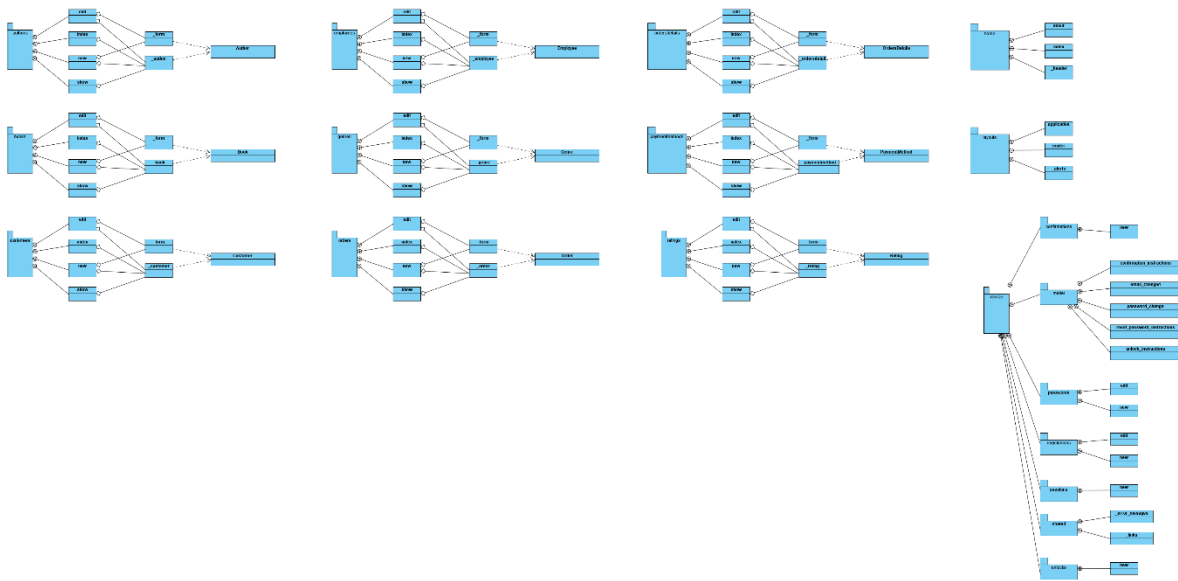 authors
edit
index
new
show
_form
_author
Author
employees
edit
index
new
show
_form
_employee
Employee
ordersdetails
edit
index
new
show
_form
_ordersdetail
OrdersDetails
home
about
index
_header
books
edit
index
new
show
_form
_book
Book
genres
edit
index
new
show
_form
_genre
Genre
paymentmethods
edit
index
new
show
_form
_paymentmethod
PaymentMethod
layouts
application
mailer
_alerts
customers
edit
index
new
show
_form
_customer
Customer
orders
edit
index
new
show
_form
_order
Order
ratings
edit
index
new
show
_form
_rating
Rating
devise
confirmations
new
mailer
confirmation_instructions
email_changed
password_change
reset_password_instructions
unlock_instructions
passwords
edit
new
registrations
edit
new
sessions
new
shared
_error_messages
_links
unlocks
new